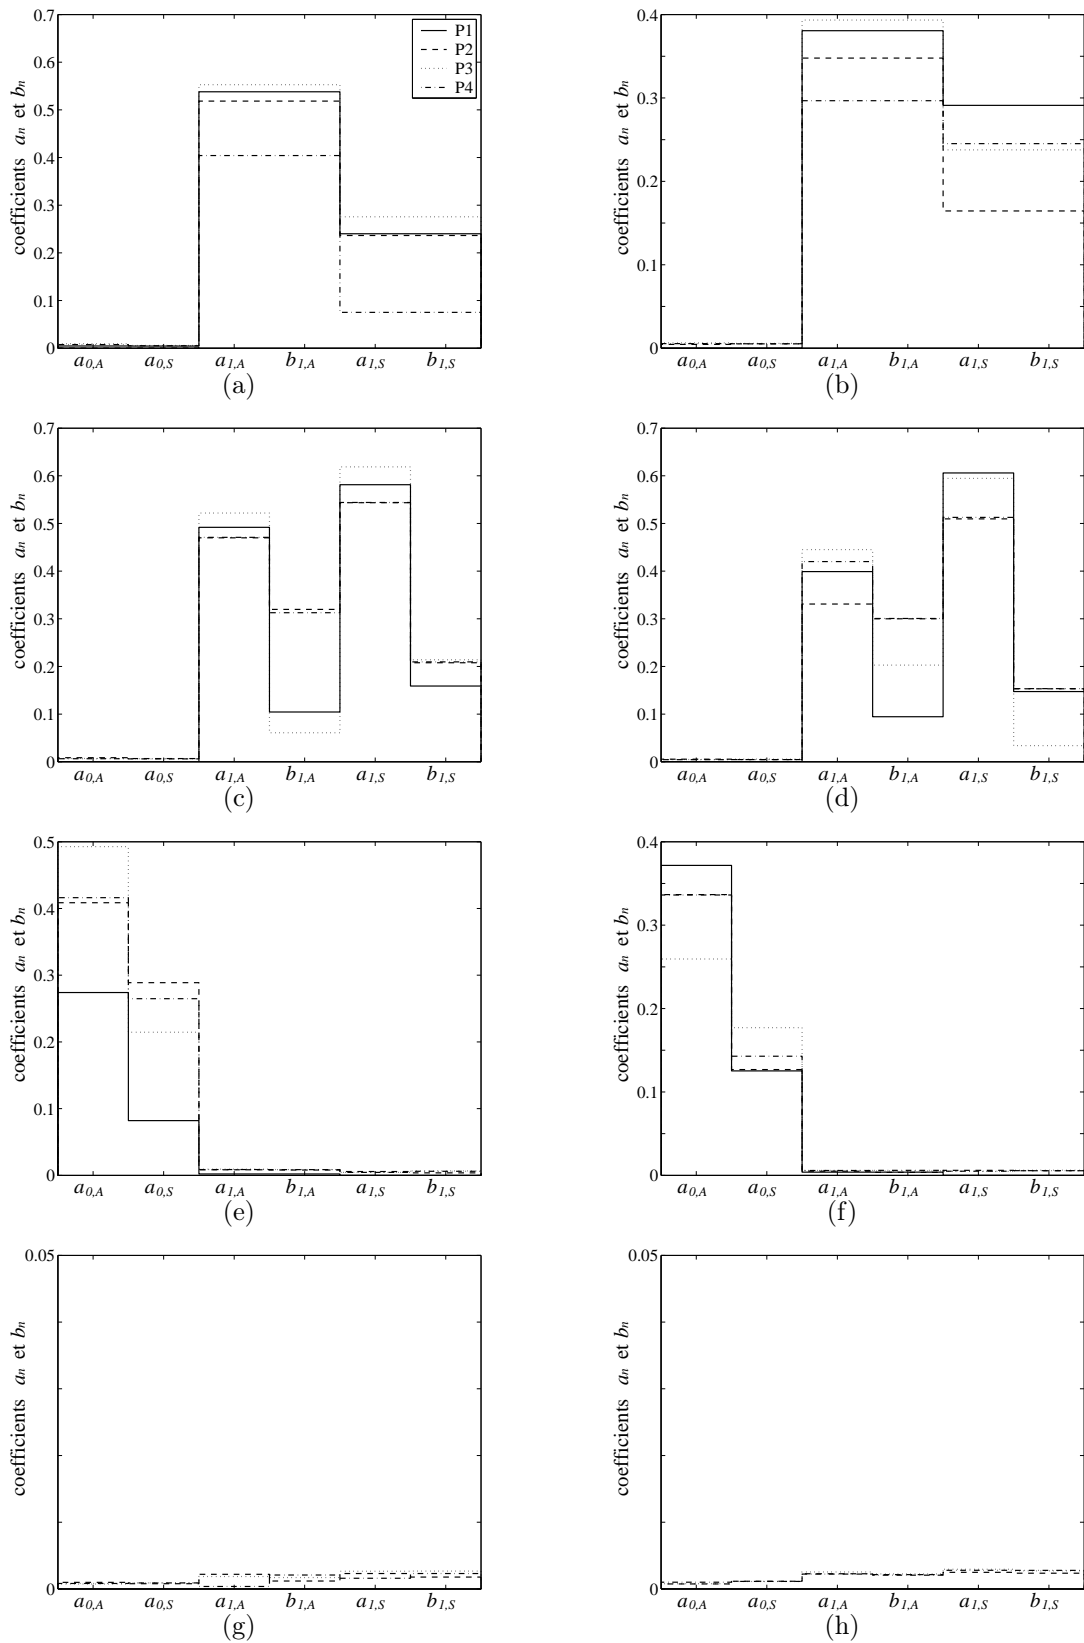 coefficients an et bn
0.7
0.6
0.5
0.4
0.3
0.2
0.1
0
P1
P2
P3
P4
a0,A a0,S a1,A b1,A a1,S b1,S
(a)
coefficients an et bn
0.4
0.3
0.2
0.1
0
a0,A a0,S a1,A b1,A a1,S b1,S
(b)
coefficients an et bn
0.7
0.6
0.5
0.4
0.3
0.2
0.1
0
a0,A a0,S a1,A b1,A a1,S b1,S
(c)
coefficients an et bn
0.7
0.6
0.5
0.4
0.3
0.2
0.1
0
a0,A a0,S a1,A b1,A a1,S b1,S
(d)
coefficients an et bn
0.5
0.4
0.3
0.2
0.1
0
a0,A a0,S a1,A b1,A a1,S b1,S
(e)
coefficients an et bn
0.4
0.3
0.2
0.1
0
a0,A a0,S a1,A b1,A a1,S b1,S
(f)
coefficients an et bn
0.05
0
a0,A a0,S a1,A b1,A a1,S b1,S
(g)
coefficients an et bn
0.05
0
a0,A a0,S a1,A b1,A a1,S b1,S
(h)